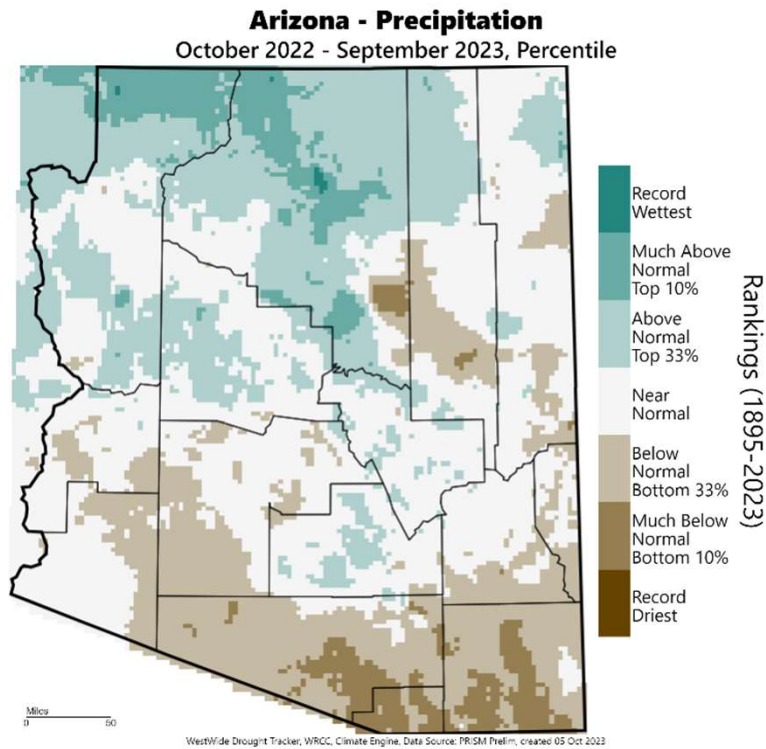 Arizona - Precipitation
October 2022 - September 2023, Percentile
Record
Wettest
Much Above
Normal
Top 10%
Above
Normal
Top 33%
Near
Normal
Below
Normal
Bottom 33%
Much Below
Normal
Bottom 10%
Record
Driest
Rankings (1895-2023)
Miles
0 50
WestWide Drought Tracker, WRCC, Climate Engine, Data Source: PRISM Prelim, created 05 Oct 2023